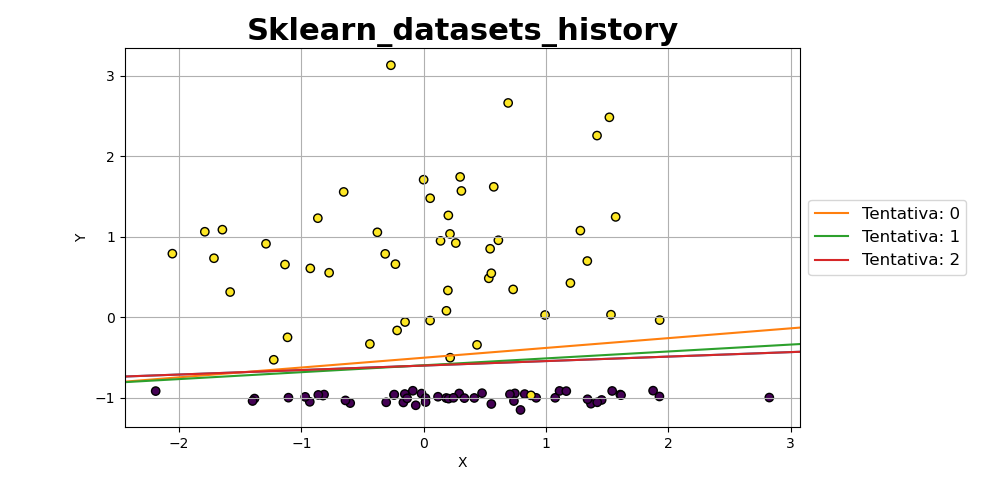 Sklearn_datasets_history
3
2
1
0
−1
Y
−2 −1 0 1 2 3
X
Tentativa: 0
Tentativa: 1
Tentativa: 2